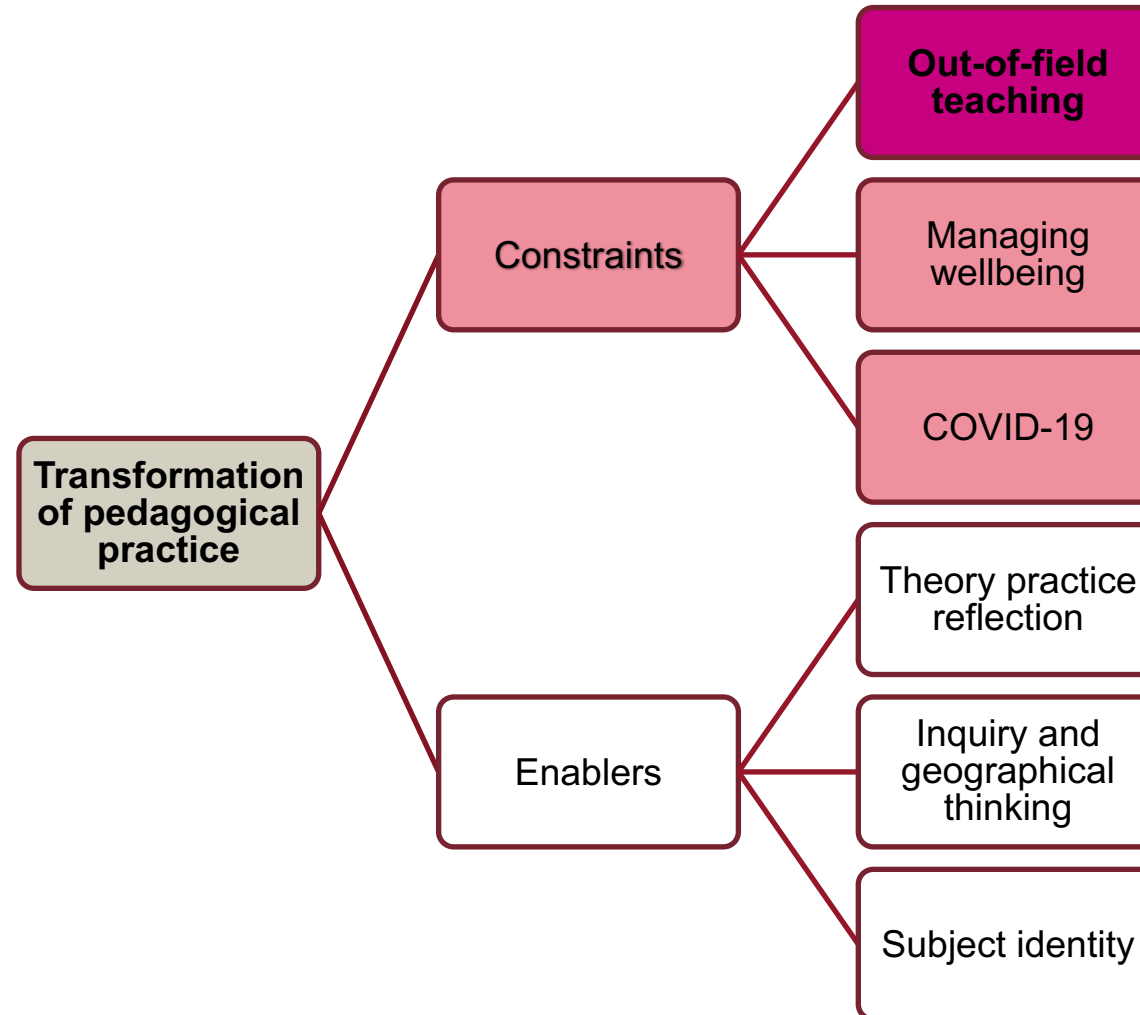 Out-of-field
teaching
Constraints
Managing
wellbeing
COVID-19
Transformation
of pedagogical
practice
Theory practice
reflection
Enablers
Inquiry and
geographical
thinking
Subject identity